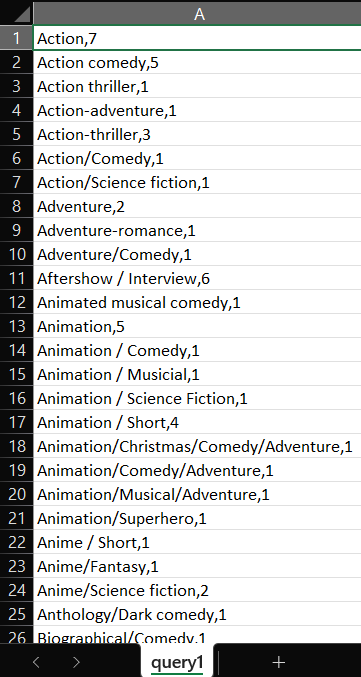 A
1 Action,7
2 Action comedy,5
3 Action thriller,1
4 Action-adventure,1
5 Action-thriller,3
6 Action/Comedy,1
7 Action/Science fiction,1
8 Adventure,2
9 Adventure-romance,1
10 Adventure/Comedy,1
11 Aftershow / Interview,6
12 Animated musical comedy,1
13 Animation,5
14 Animation / Comedy,1
15 Animation / Musicial,1
16 Animation / Science Fiction,1
17 Animation / Short,4
18 Animation/Christmas/Comedy/Adventure,1
19 Animation/Comedy/Adventure,1
20 Animation/Musical/Adventure,1
21 Animation/Superhero,1
22 Anime / Short,1
23 Anime/Fantasy,1
24 Anime/Science fiction,2
25 Anthology/Dark comedy,1
26 Biographical/Comedy,1
query1